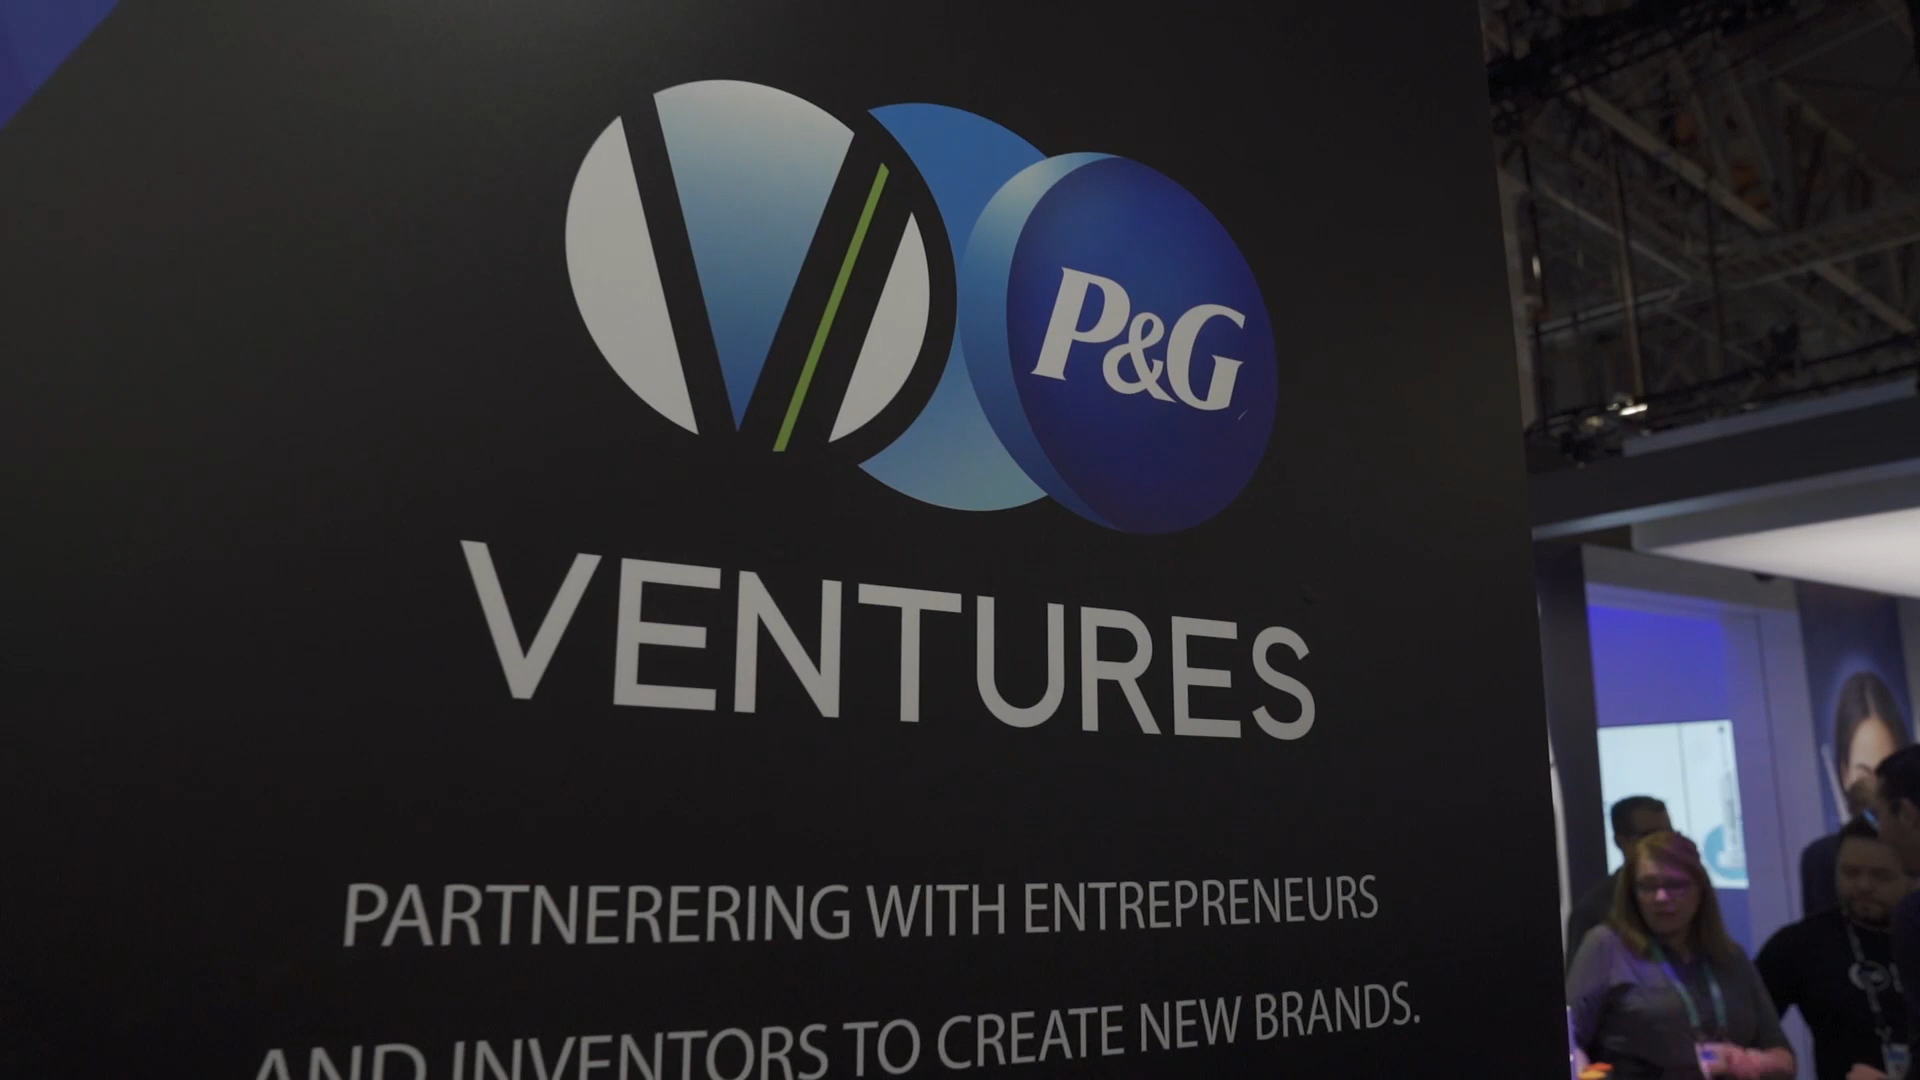 P&G
VENTURES
PARTNERERING WITH ENTREPRENEURS
AND INVENTORS TO CREATE NEW BRANDS.